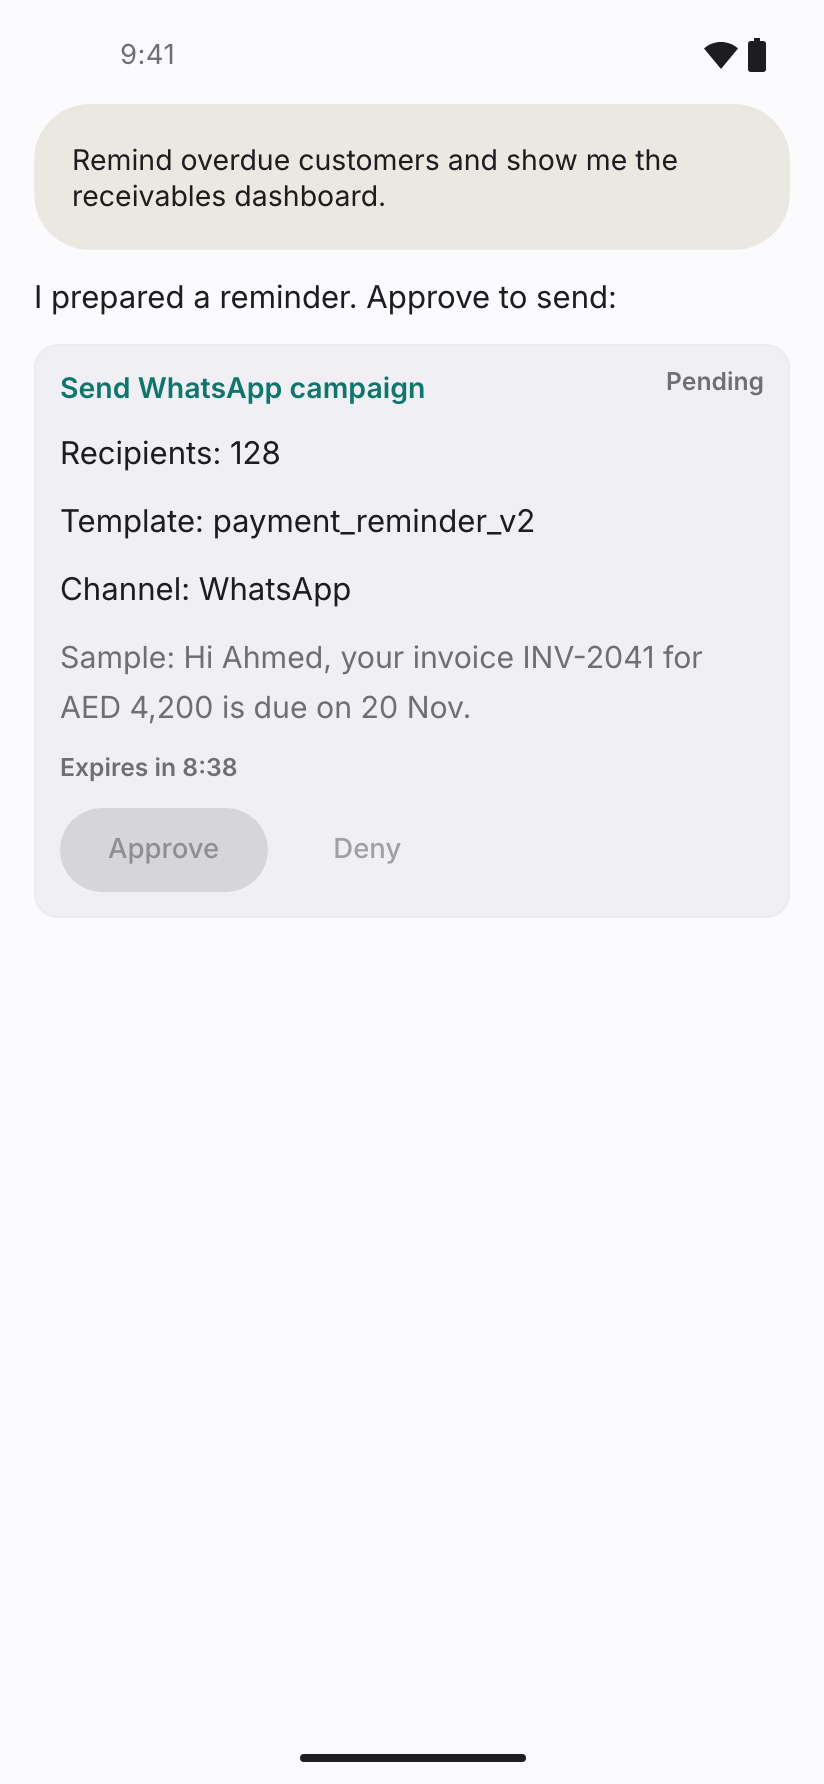 9:41
Remind overdue customers and show me the
receivables dashboard.
I prepared a reminder. Approve to send:
Send WhatsApp campaign
Pending
Recipients: 128
Template: payment_reminder_v2
Channel: WhatsApp
Sample: Hi Ahmed, your invoice INV-2041 for
AED 4,200 is due on 20 Nov.
Expires in 8:38
Approve
Deny